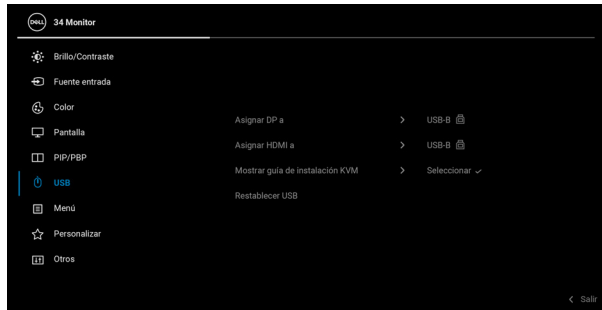 DELL 34 Monitor
Brillo/Contraste
Fuente entrada
Color
Pantalla
PIP/PBP
USB
Menú
Personalizar
Otros
Asignar DP a > USB-B
Asignar HDMI a > USB-B
Mostrar guía de instalación KVM > Seleccionar ✓
Restablecer USB
< Salir